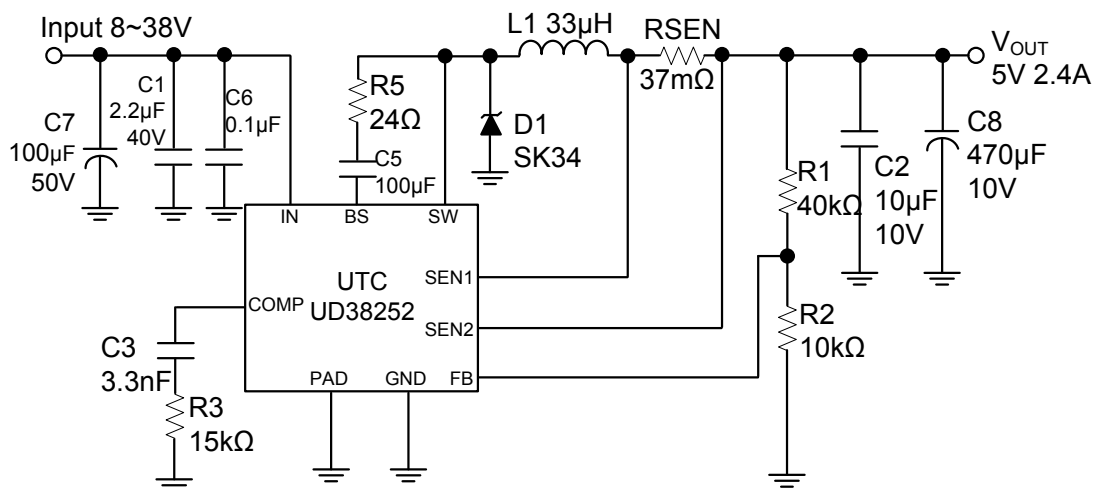 Input 8~38V
C7
100µF
50V
C1
2.2µF
40V
C6
0.1µF
R5
24Ω
C5
100µF
L1 33µH
RSEN
37mΩ
D1
SK34
VOUT
5V 2.4A
R1
40kΩ
C2
10µF
10V
C8
470µF
10V
R2
10kΩ
IN
BS
SW
SEN1
SEN2
FB
COMP
UTC
UD38252
PAD
GND
C3
3.3nF
R3
15kΩ